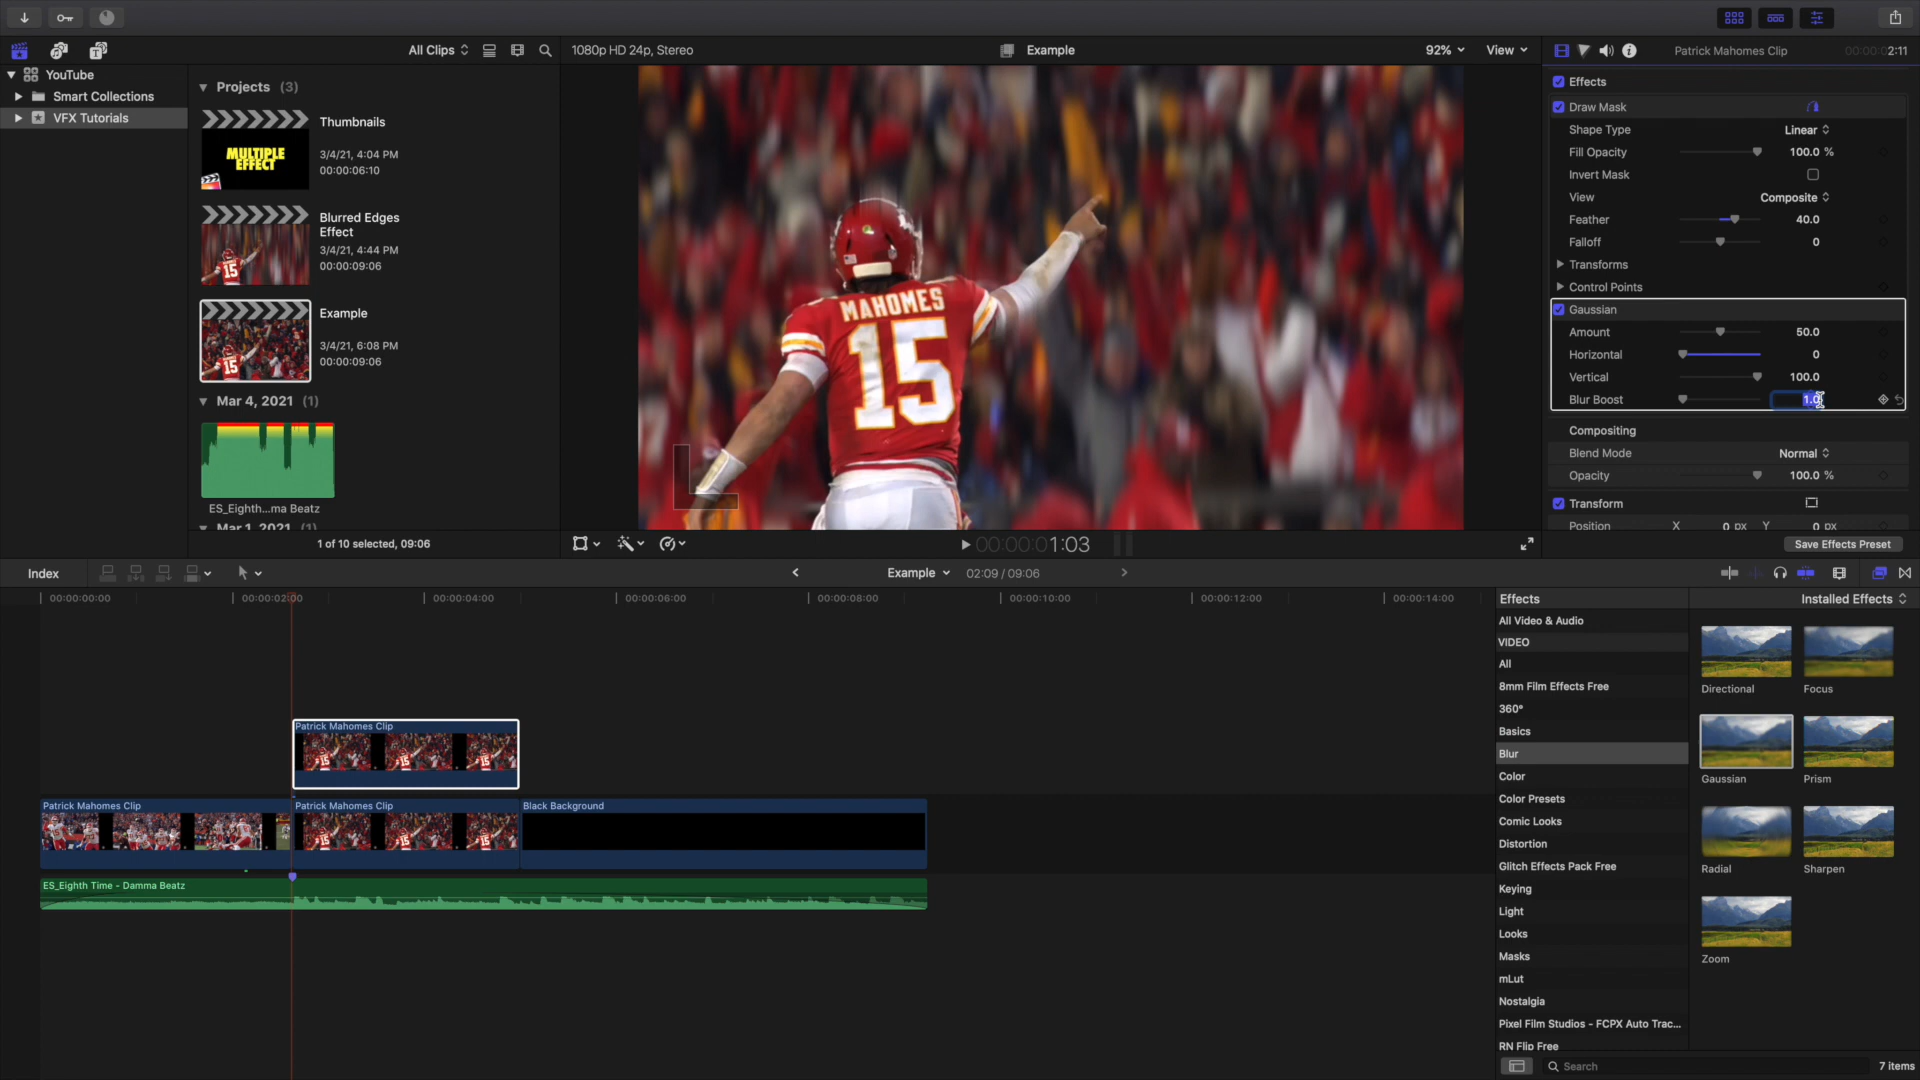 All Clips
1080p HD 24p, Stereo
Example
92%
View
Patrick Mahomes Clip
00:00:02:11
YouTube
Smart Collections
VFX Tutorials
Projects (3)
Thumbnails
3/4/21, 4:04 PM
00:00:06:10
MULTIPLE
EFFECT
Blurred Edges
Effect
3/4/21, 4:44 PM
00:00:09:06
Example
3/4/21, 6:08 PM
00:00:09:06
Mar 4, 2021 (1)
ES_Eighth...ma Beatz
Mar 1, 2021 (1)
1 of 10 selected, 09:06
MAHOMES
15
00:00:01:03
Effects
Draw Mask
Shape Type Linear
Fill Opacity 100.0 %
Invert Mask
View Composite
Feather 40.0
Falloff 0
Transforms
Control Points
Gaussian
Amount 50.0
Horizontal 0
Vertical 100.0
Blur Boost 1.0
Compositing
Blend Mode Normal
Opacity 100.0 %
Transform
Position X 0 px Y 0 px
Save Effects Preset
Index
Example
02:09 / 09:06
00:00:00:00
00:00:02:00
00:00:04:00
00:00:06:00
00:00:08:00
00:00:10:00
00:00:12:00
00:00:14:00
Patrick Mahomes Clip
Patrick Mahomes Clip
Patrick Mahomes Clip
Black Background
ES_Eighth Time - Damma Beatz
Effects
Installed Effects
All Video & Audio
VIDEO
All
8mm Film Effects Free
360°
Basics
Blur
Color
Color Presets
Comic Looks
Distortion
Glitch Effects Pack Free
Keying
Light
Looks
Masks
mLut
Nostalgia
Pixel Film Studios - FCPX Auto Trac...
RN Flip Free
Directional
Focus
Gaussian
Prism
Radial
Sharpen
Zoom
Search
7 items